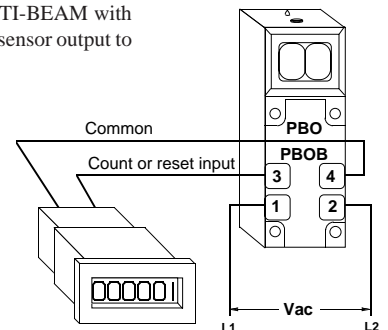 TI-BEAM with
sensor output to
Common
PBO
PBOB
Count or reset input
3 4
1 2
000001
Vac
L1 L2